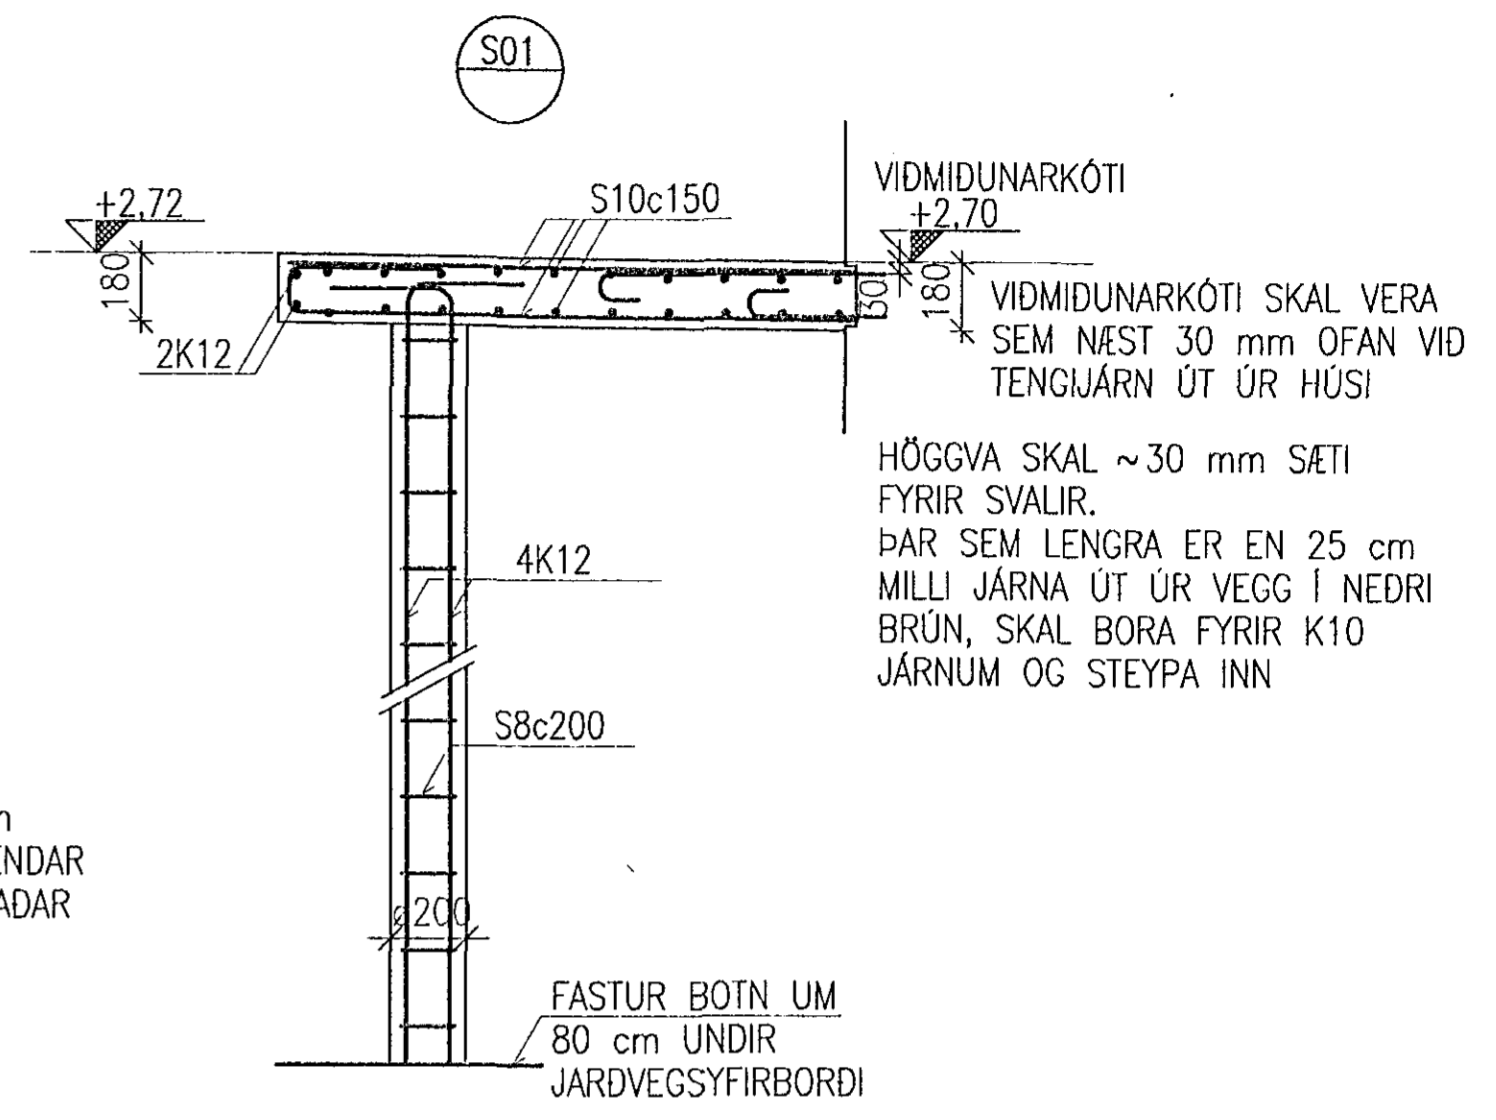 S01
+2,72
S10c150
VIÐMIÐUNARKÓTI
+2,70
180
30
180
2K12
VIÐMIÐUNARKÓTI SKAL VERA
SEM NÆST 30 mm OFAN VIÐ
TENGIJÁRN ÚT ÚR HÚSI
HÖGGVA SKAL ~30 mm SÆTI
FYRIR SVALIR.
ÞAR SEM LENGRA ER EN 25 cm
MILLI JÁRNA ÚT ÚR VEGG Í NEÐRI
BRÚN, SKAL BORA FYRIR K10
JÁRNUM OG STEYPA INN
4K12
S8c200
ø200
FASTUR BOTN UM
80 cm UNDIR
JARÐVEGSYFIRBORÐI